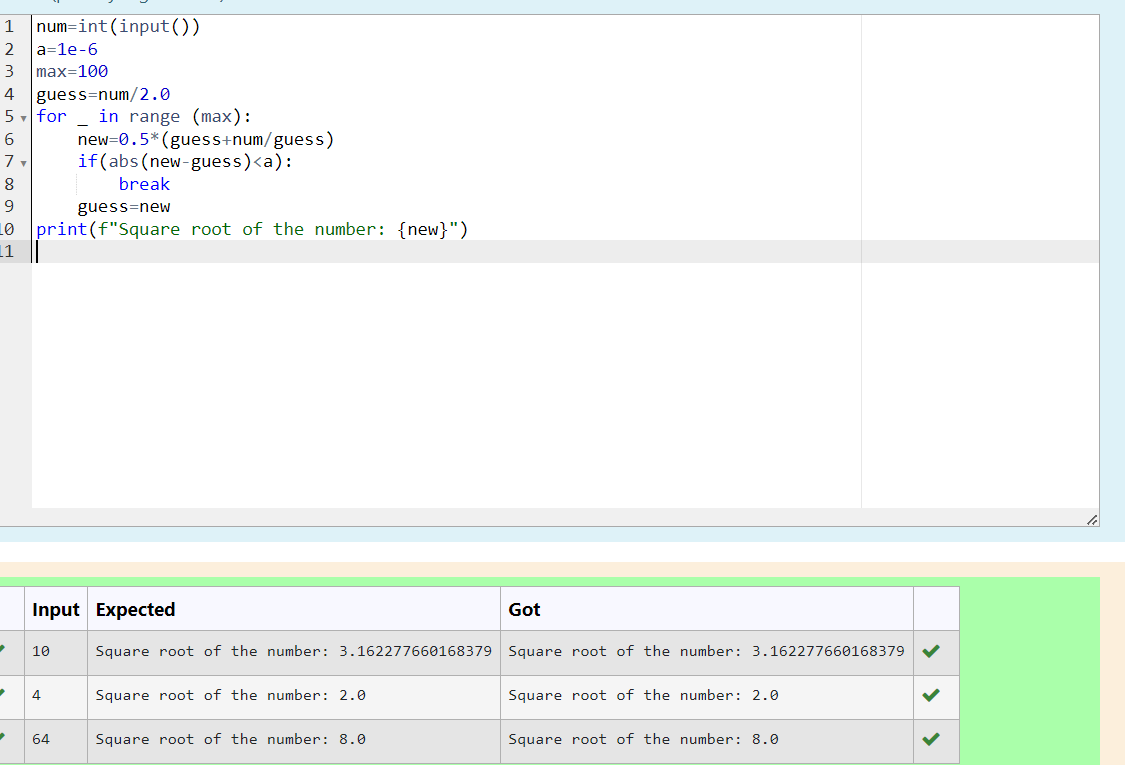 1 num=int(input())
2 a=1e-6
3 max=100
4 guess=num/2.0
5 for _ in range (max):
6     new=0.5*(guess+num/guess)
7     if(abs(new-guess)<a):
8         break
9     guess=new
10 print(f"Square root of the number: {new}")
11
Input Expected Got
10 Square root of the number: 3.162277660168379 Square root of the number: 3.162277660168379
4 Square root of the number: 2.0 Square root of the number: 2.0
64 Square root of the number: 8.0 Square root of the number: 8.0